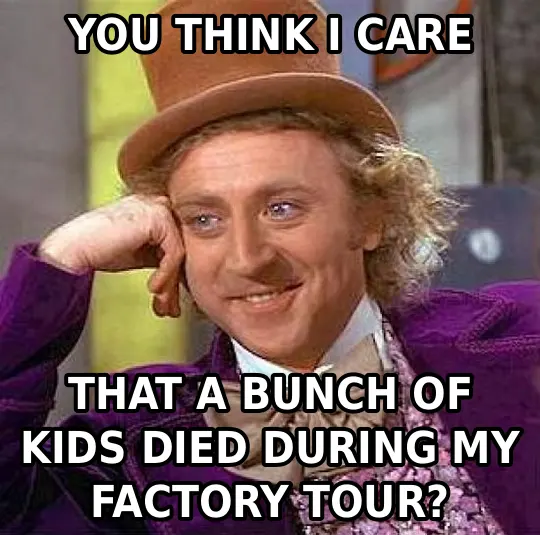 YOU THINK I CARE
THAT A BUNCH OF
KIDS DIED DURING MY
FACTORY TOUR?